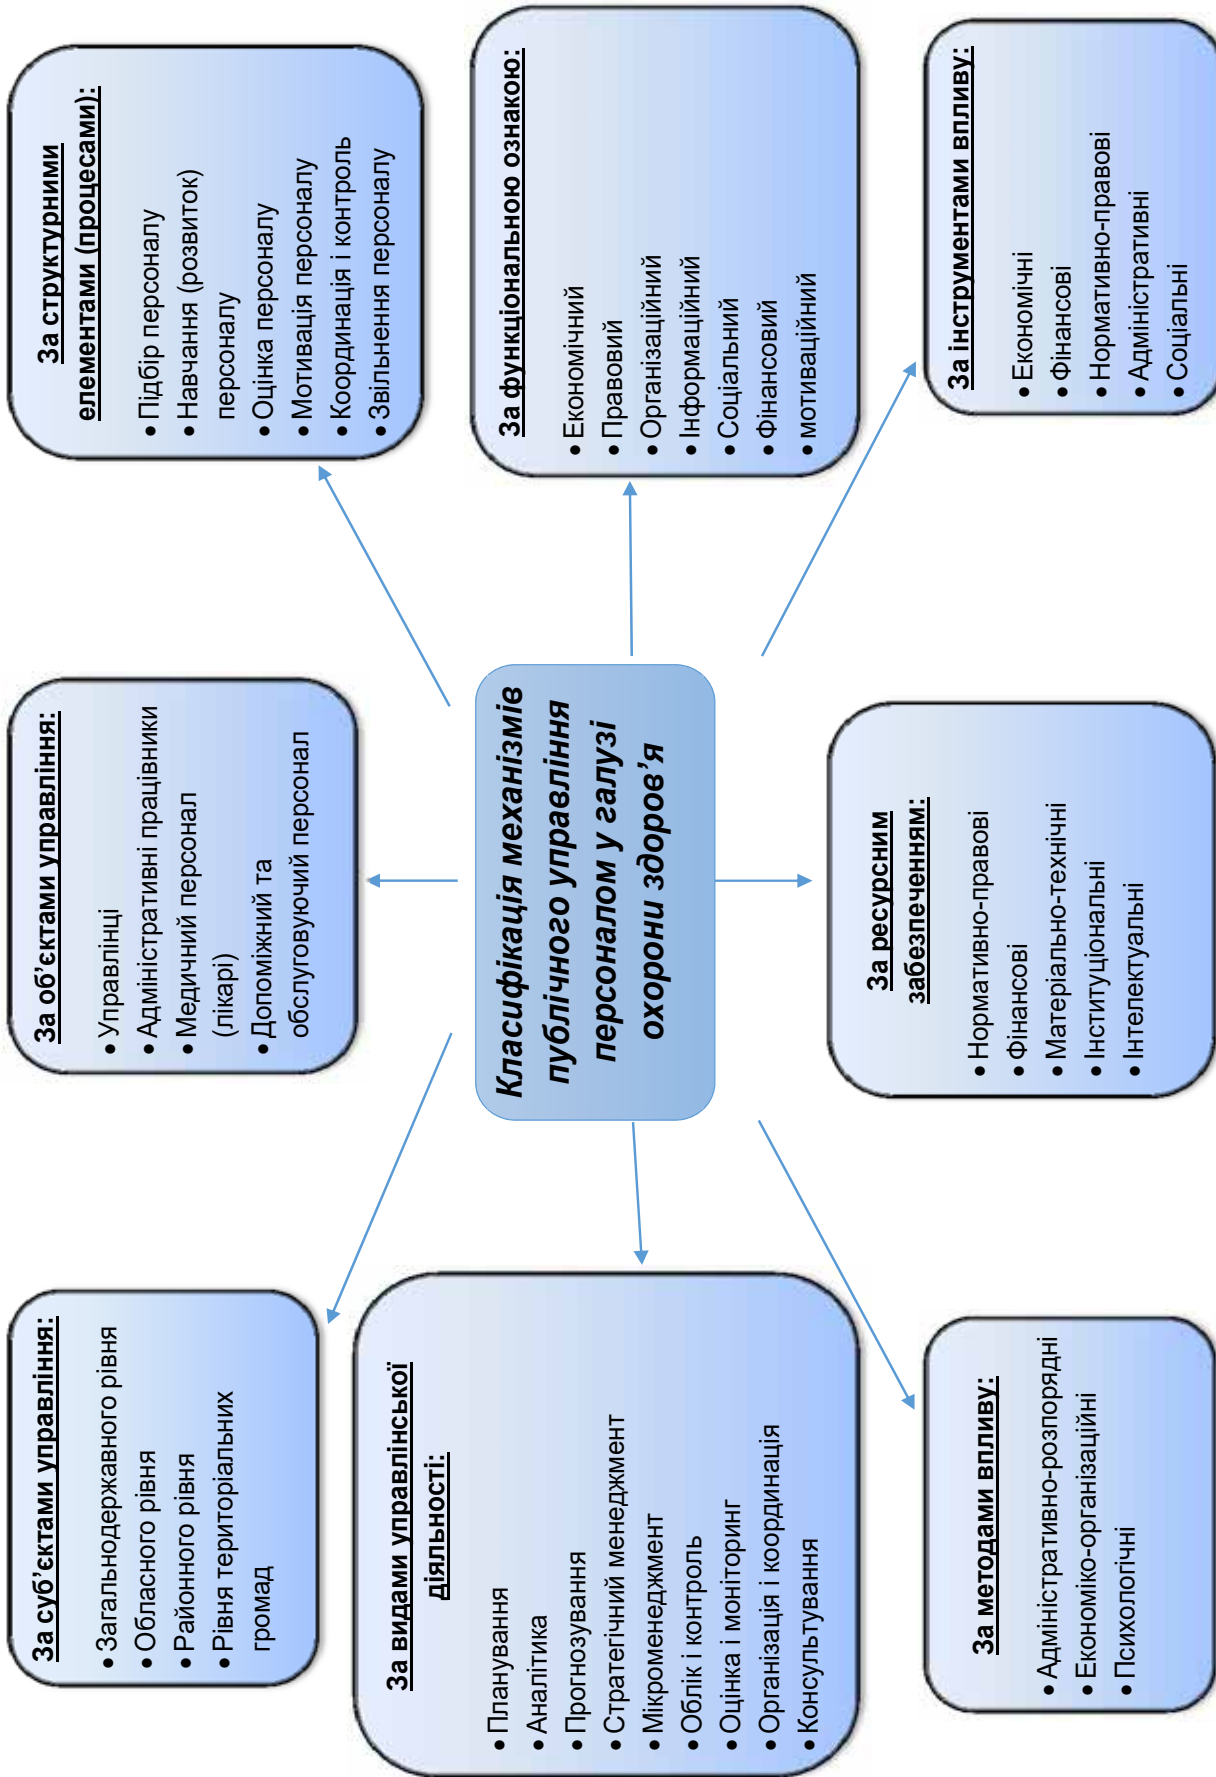 За суб’єктами управління:
• Загальнодержавного рівня
• Обласного рівня
• Районного рівня
• Рівня територіальних
громад
За об’єктами управління:
• Управлінці
• Адміністративні працівники
• Медичний персонал
(лікарі)
• Допоміжний та
обслуговуючий персонал
За структурними
елементами (процесами):
• Підбір персоналу
• Навчання (розвиток)
персоналу
• Оцінка персоналу
• Мотивація персоналу
• Координація і контроль
• Звільнення персоналу
За видами управлінської
діяльності:
• Планування
• Аналітика
• Прогнозування
• Стратегічний менеджмент
• Мікроменеджмент
• Облік і контроль
• Оцінка і моніторинг
• Організація і координація
• Консультування
Класифікація механізмів
публічного управління
персоналом у галузі
охорони здоров’я
За функціональною ознакою:
• Економічний
• Правовий
• Організаційний
• Інформаційний
• Соціальний
• Фінансовий
• мотиваційний
За методами впливу:
• Адміністративно-розпорядні
• Економіко-організаційні
• Психологічні
За ресурсним
забезпеченням:
• Нормативно-правові
• Фінансові
• Матеріально-технічні
• Інституціональні
• Інтелектуальні
За інструментами впливу:
• Економічні
• Фінансові
• Нормативно-правові
• Адміністративні
• Соціальні